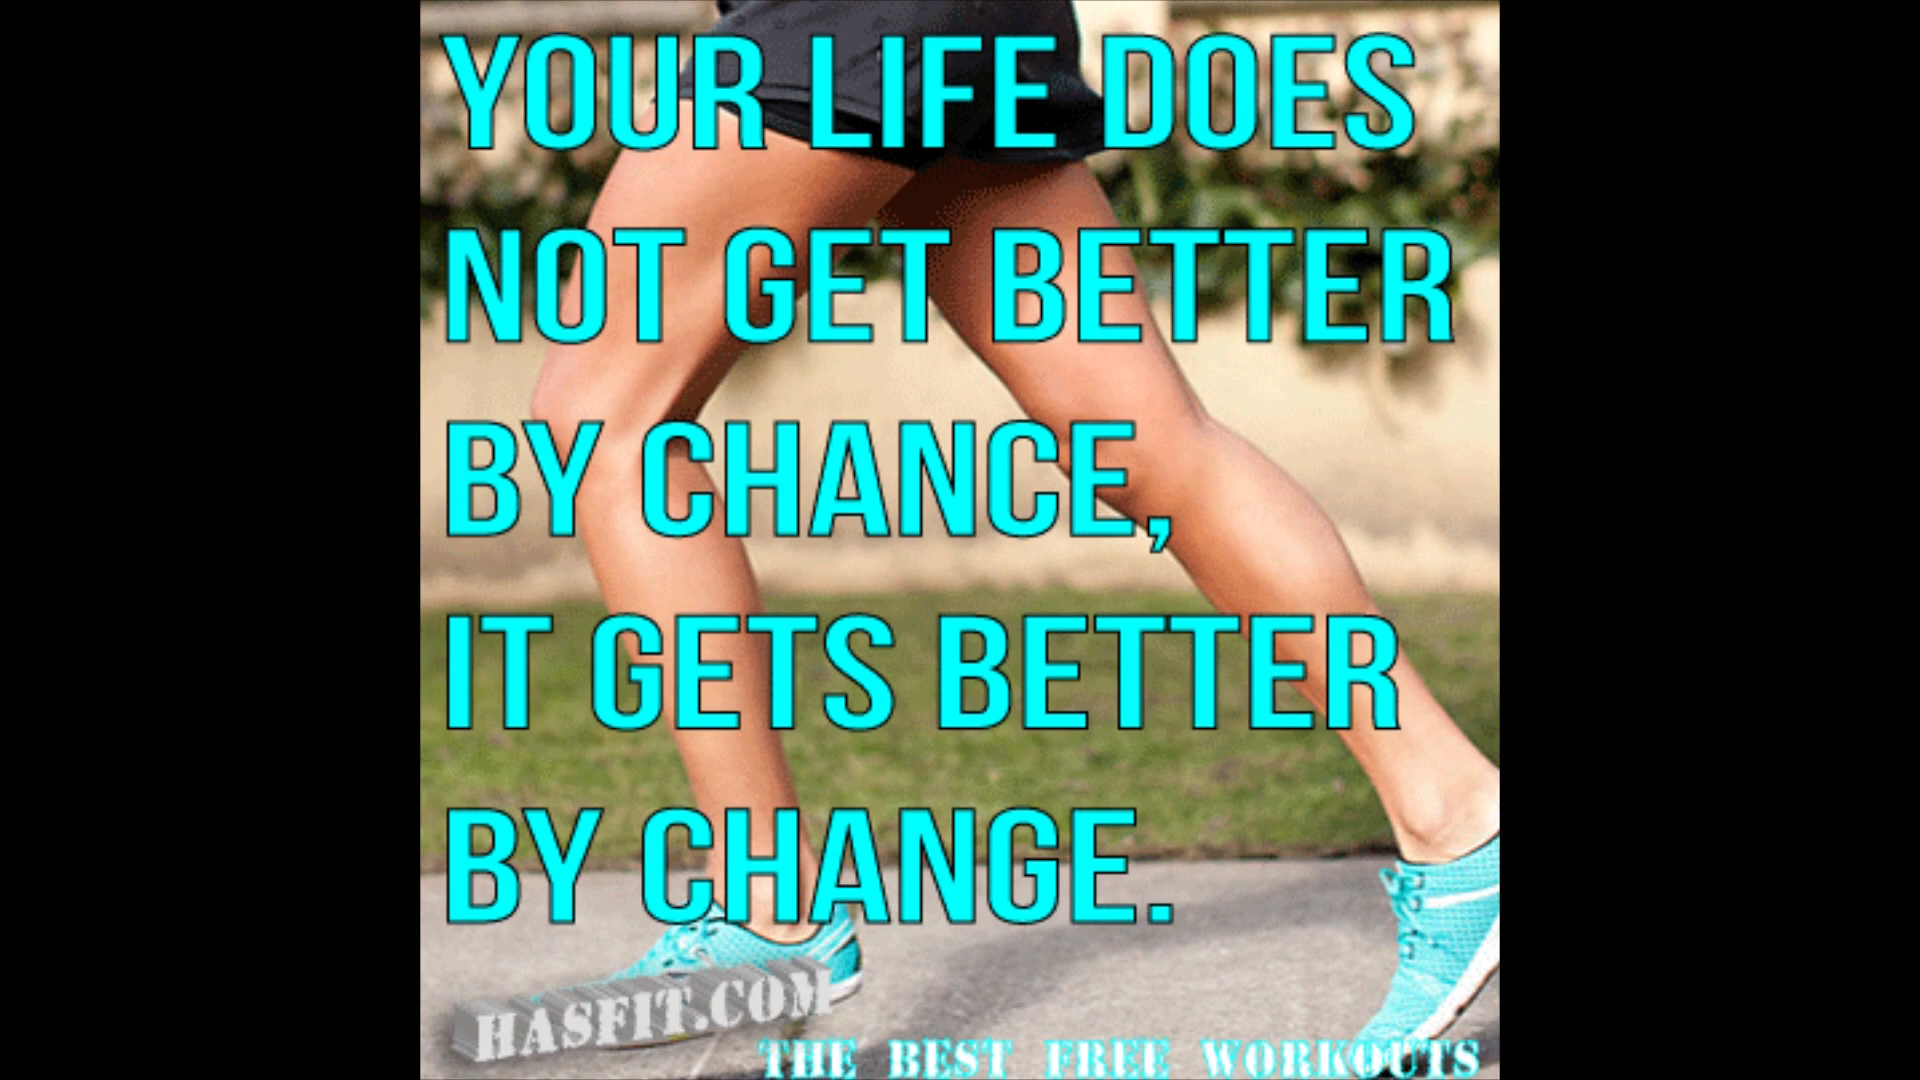 YOUR LIFE DOES
NOT GET BETTER
BY CHANCE,
IT GETS BETTER
BY CHANGE.
HASFIT.COM
THE BEST FREE WORKOUTS